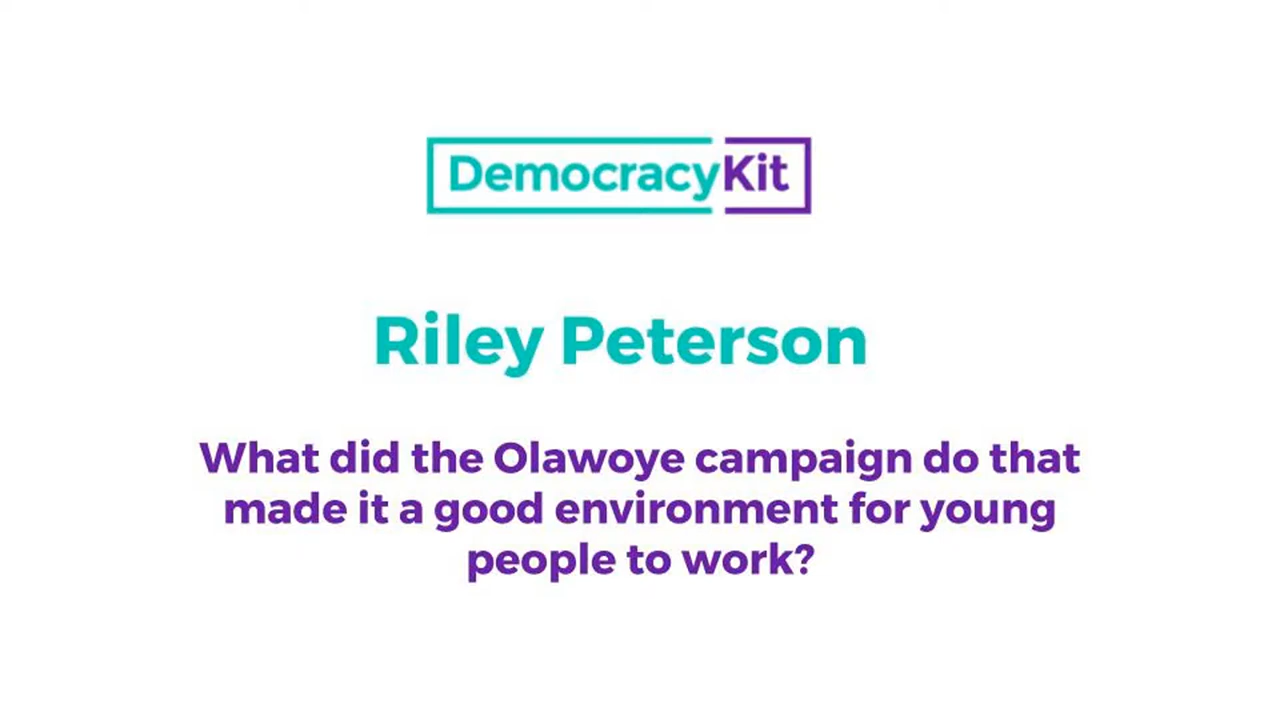 DemocracyKit
Riley Peterson
What did the Olawoye campaign do that
made it a good environment for young
people to work?